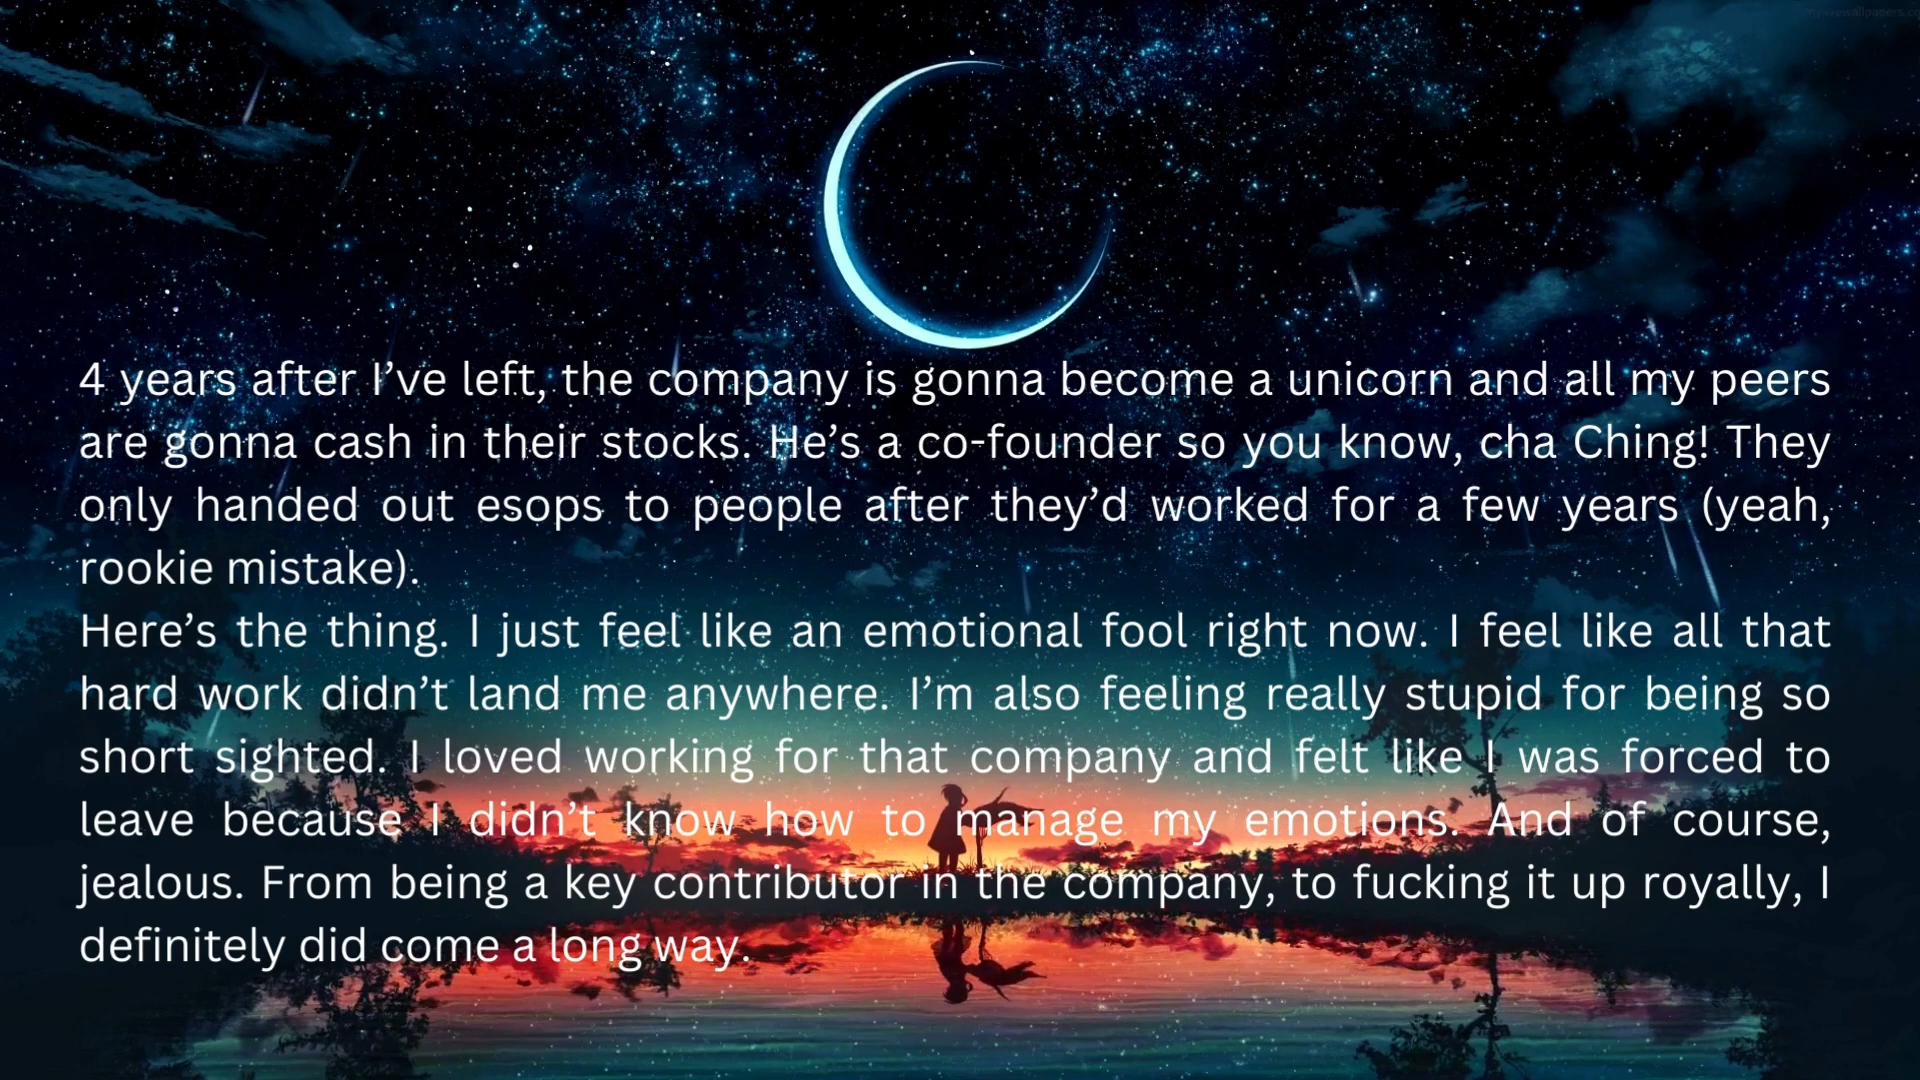 4 years after I’ve left, the company is gonna become a unicorn and all my peers
are gonna cash in their stocks. He’s a co-founder so you know, cha Ching! They
only handed out esops to people after they’d worked for a few years (yeah,
rookie mistake).
Here’s the thing. I just feel like an emotional fool right now. I feel like all that
hard work didn’t land me anywhere. I’m also feeling really stupid for being so
short sighted. I loved working for that company and felt like I was forced to
leave because I didn’t know how to manage my emotions. And of course,
jealous. From being a key contributor in the company, to fucking it up royally, I
definitely did come a long way.